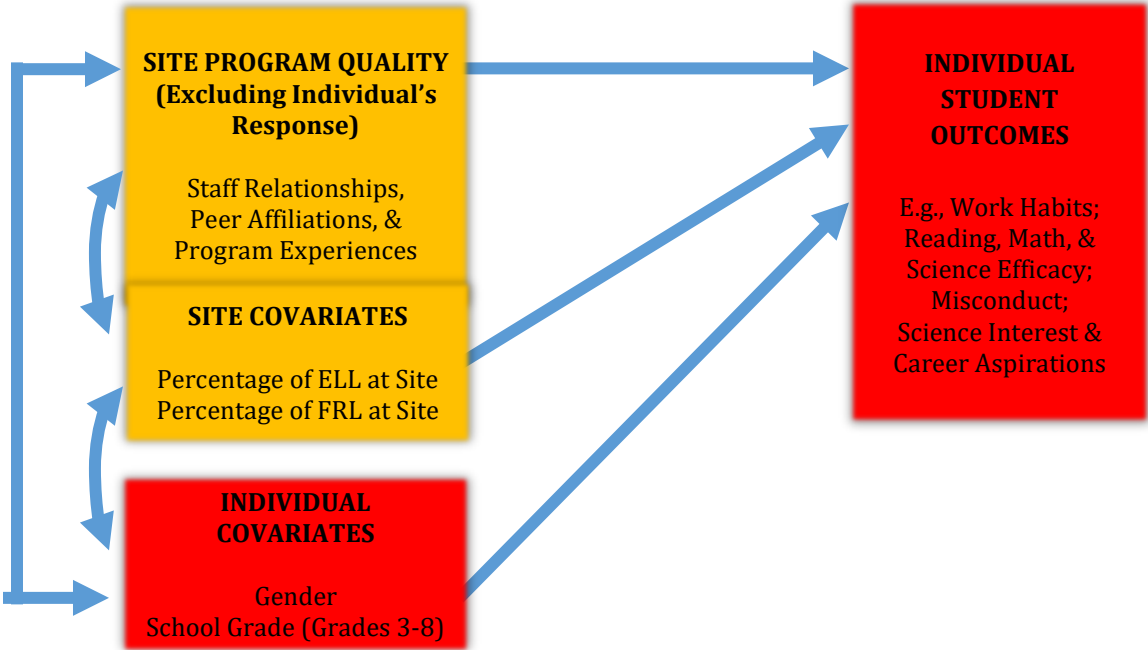 SITE PROGRAM QUALITY
(Excluding Individual’s
Response)
Staff Relationships,
Peer Affiliations, &
Program Experiences
SITE COVARIATES
Percentage of ELL at Site
Percentage of FRL at Site
INDIVIDUAL
COVARIATES
Gender
School Grade (Grades 3-8)
INDIVIDUAL
STUDENT
OUTCOMES
E.g., Work Habits;
Reading, Math, &
Science Efficacy;
Misconduct;
Science Interest &
Career Aspirations